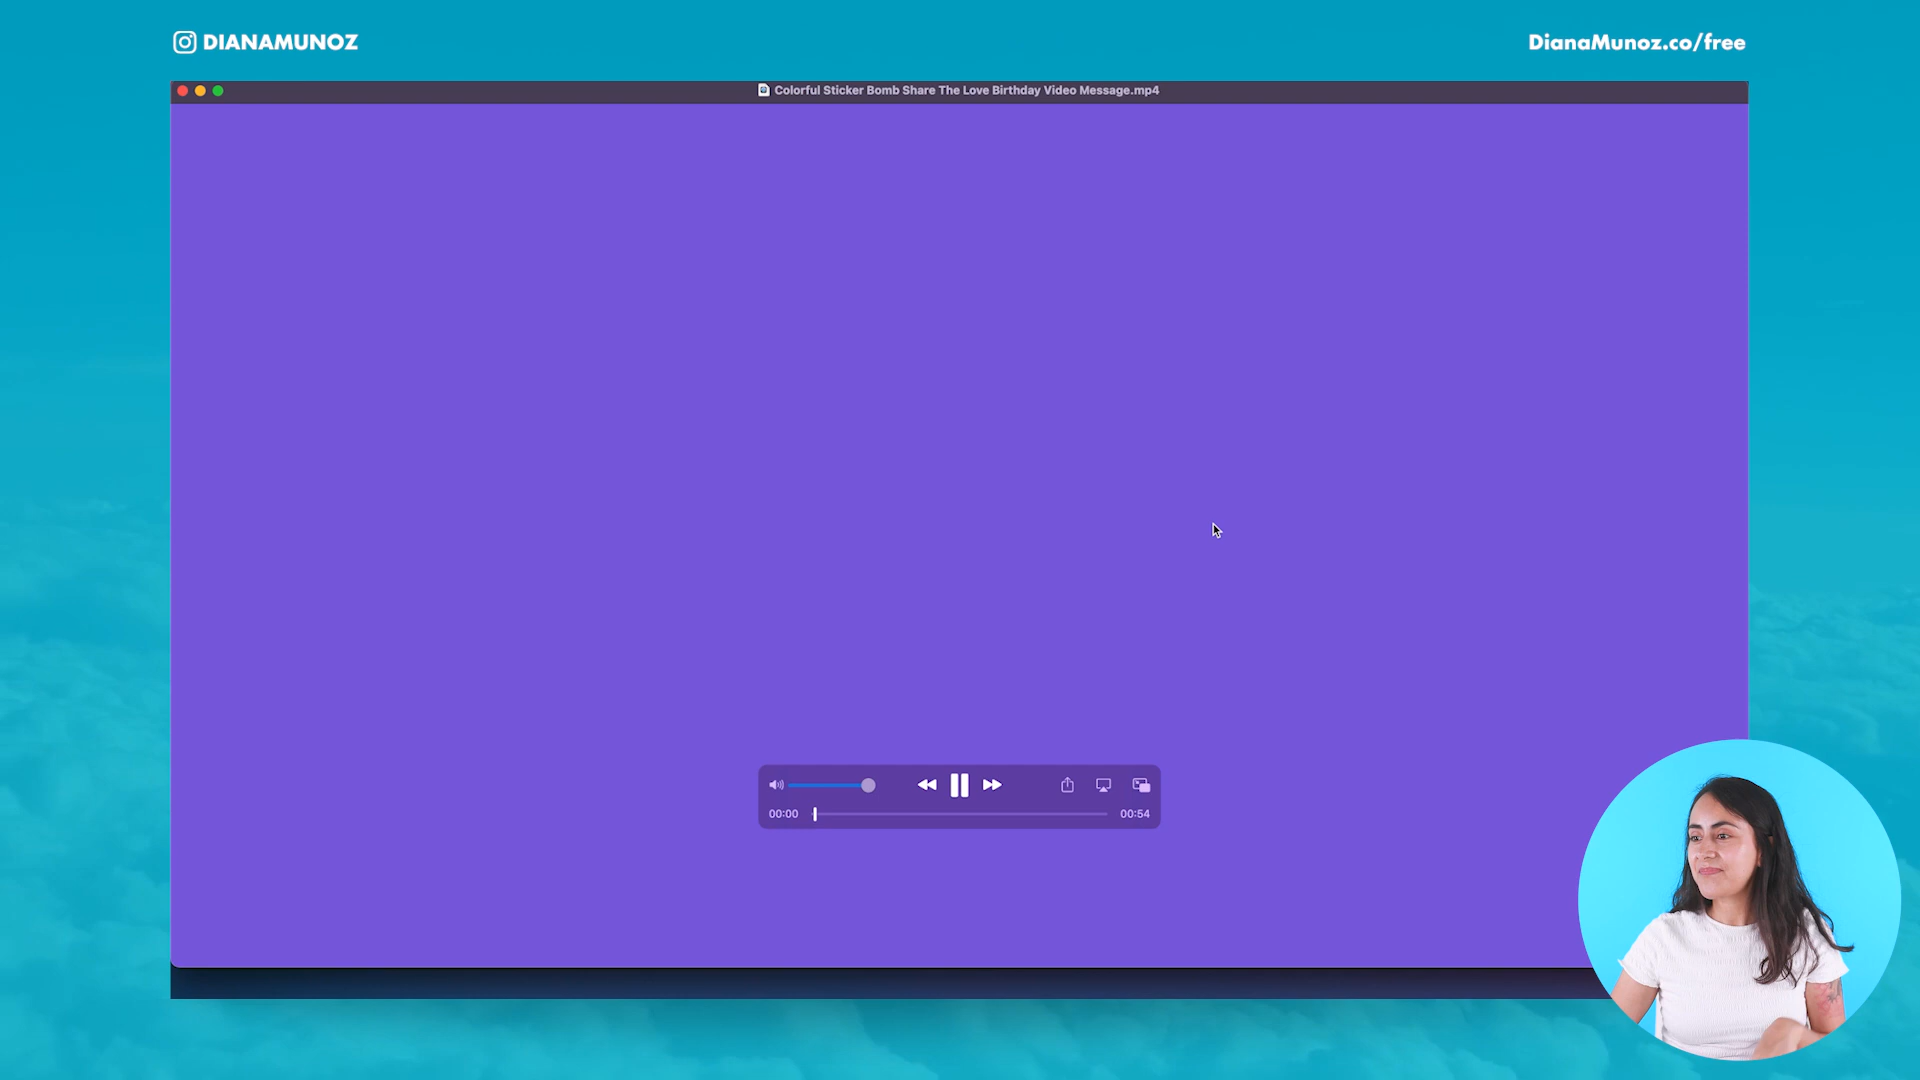 DIANAMUNOZ
DianaMunoz.co/free
Colorful Sticker Bomb Share The Love Birthday Video Message.mp4
00:00
00:54